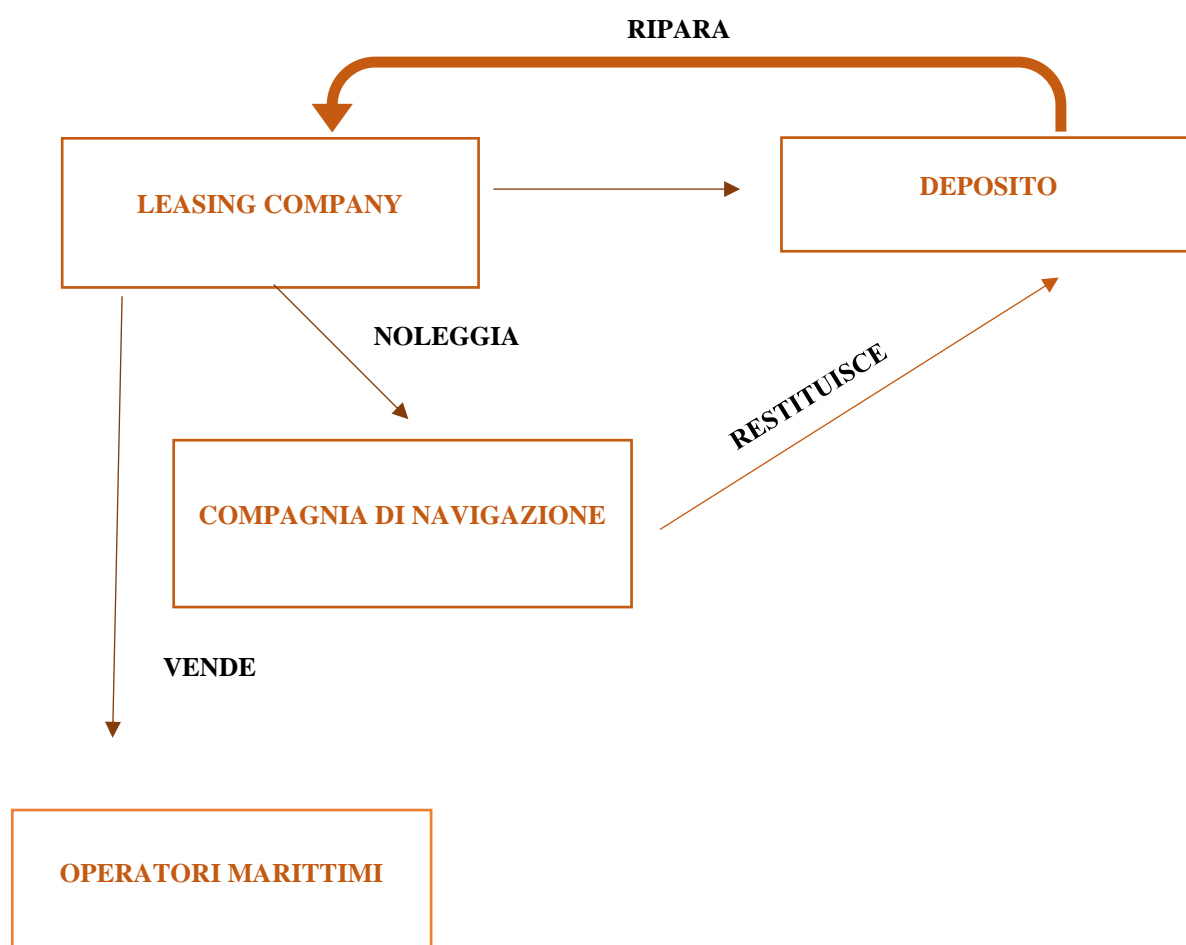 RIPARA
LEASING COMPANY
DEPOSITO
NOLEGGIA
RESTITUISCE
COMPAGNIA DI NAVIGAZIONE
VENDE
OPERATORI MARITTIMI